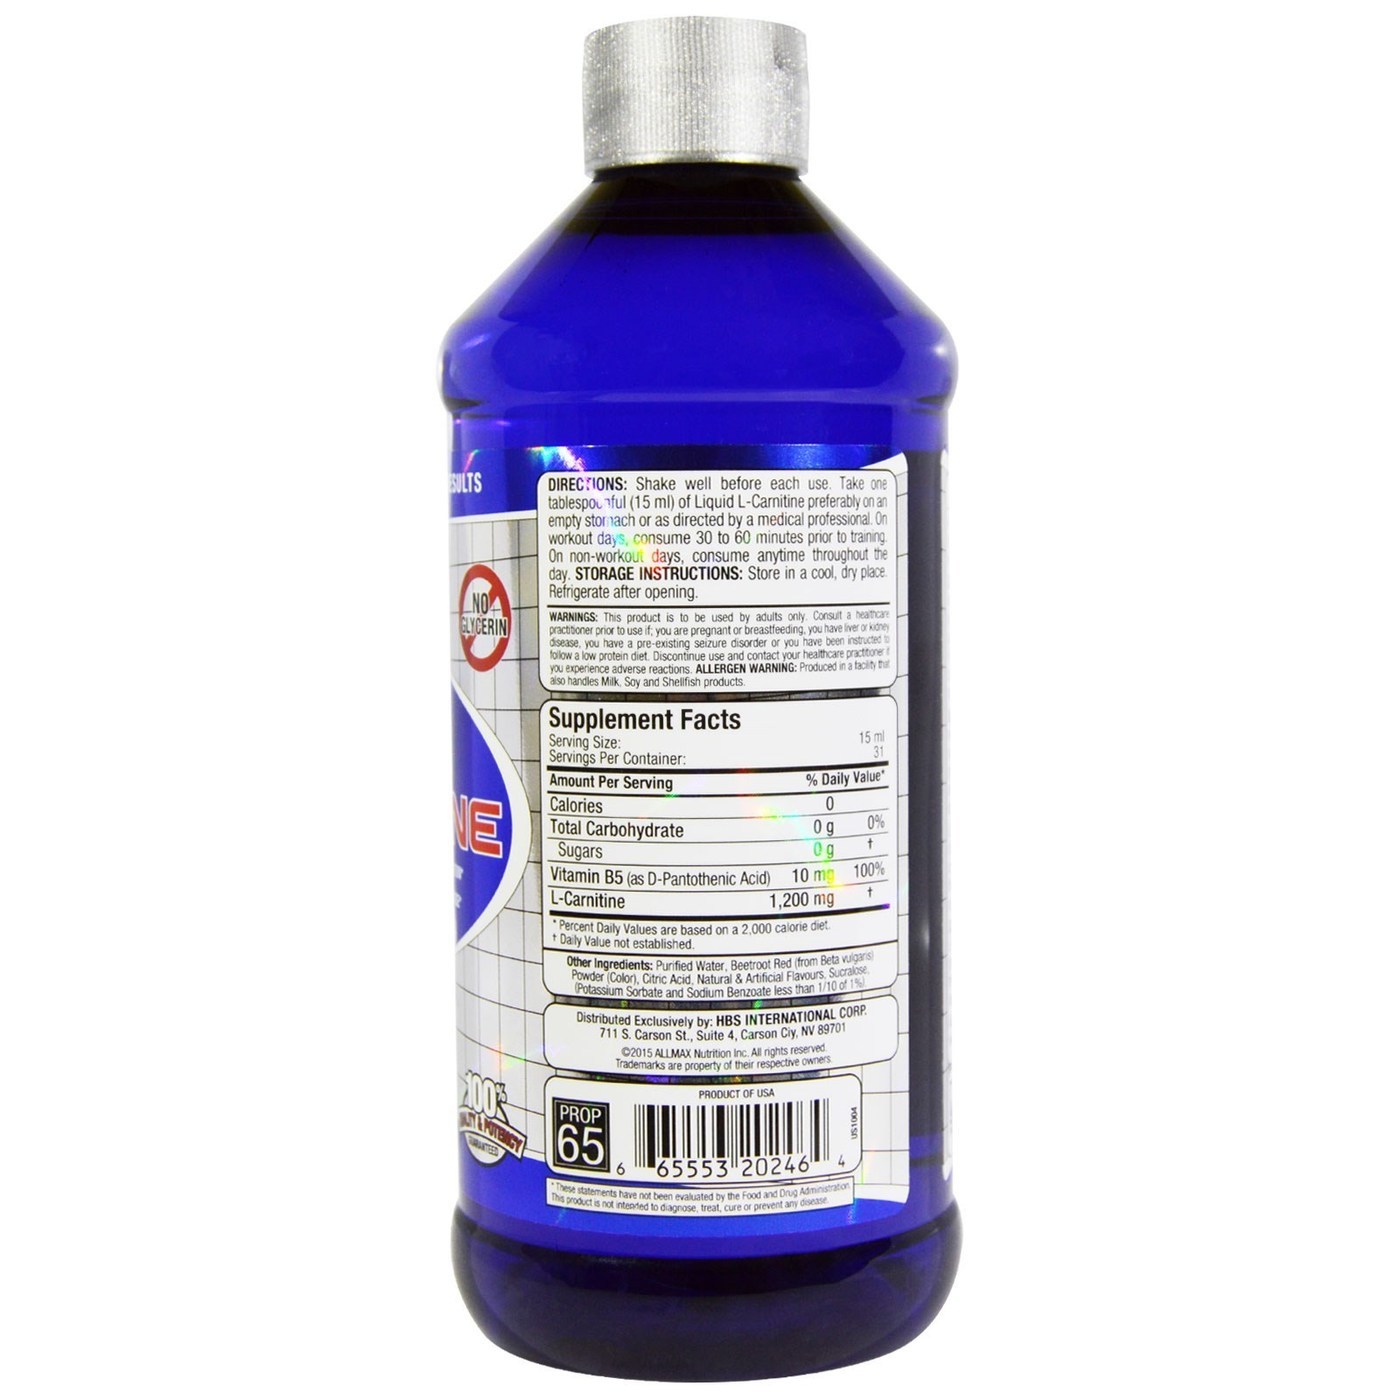 ESULTS
NO
GLYCERIN
NE
100%
QUALITY & POTENCY
GUARANTEED
DIRECTIONS: Shake well before each use. Take one
tablespoonful (15 ml) of Liquid L-Carnitine preferably on an
empty stomach or as directed by a medical professional. On
workout days, consume 30 to 60 minutes prior to training.
On non-workout days, consume anytime throughout the
day. STORAGE INSTRUCTIONS: Store in a cool, dry place.
Refrigerate after opening.
WARNINGS: This product is to be used by adults only. Consult a healthcare
practitioner prior to use if; you are pregnant or breastfeeding, you have liver or kidney
disease, you have a pre-existing seizure disorder or you have been instructed to
follow a low protein diet. Discontinue use and contact your healthcare practitioner if
you experience adverse reactions. ALLERGEN WARNING: Produced in a facility that
also handles Milk, Soy and Shellfish products.
Supplement Facts
Serving Size: 15 ml
Servings Per Container: 31
Amount Per Serving % Daily Value*
Calories 0
Total Carbohydrate 0 g 0%
Sugars 0 g †
Vitamin B5 (as D-Pantothenic Acid) 10 mg 100%
L-Carnitine 1,200 mg †
* Percent Daily Values are based on a 2,000 calorie diet.
† Daily Value not established.
Other Ingredients: Purified Water, Beetroot Red (from Beta vulgaris)
Powder (Color), Citric Acid, Natural & Artificial Flavours, Sucralose,
(Potassium Sorbate and Sodium Benzoate less than 1/10 of 1%)
Distributed Exclusively by: HBS INTERNATIONAL CORP.
711 S. Carson St., Suite 4, Carson Ciy, NV 89701
©2015 ALLMAX Nutrition Inc. All rights reserved.
Trademarks are property of their respective owners.
PRODUCT OF USA
PROP
65
6 65553 20246 4
US1004
* These statements have not been evaluated by the Food and Drug Administration.
This product is not intended to diagnose, treat, cure or prevent any disease.